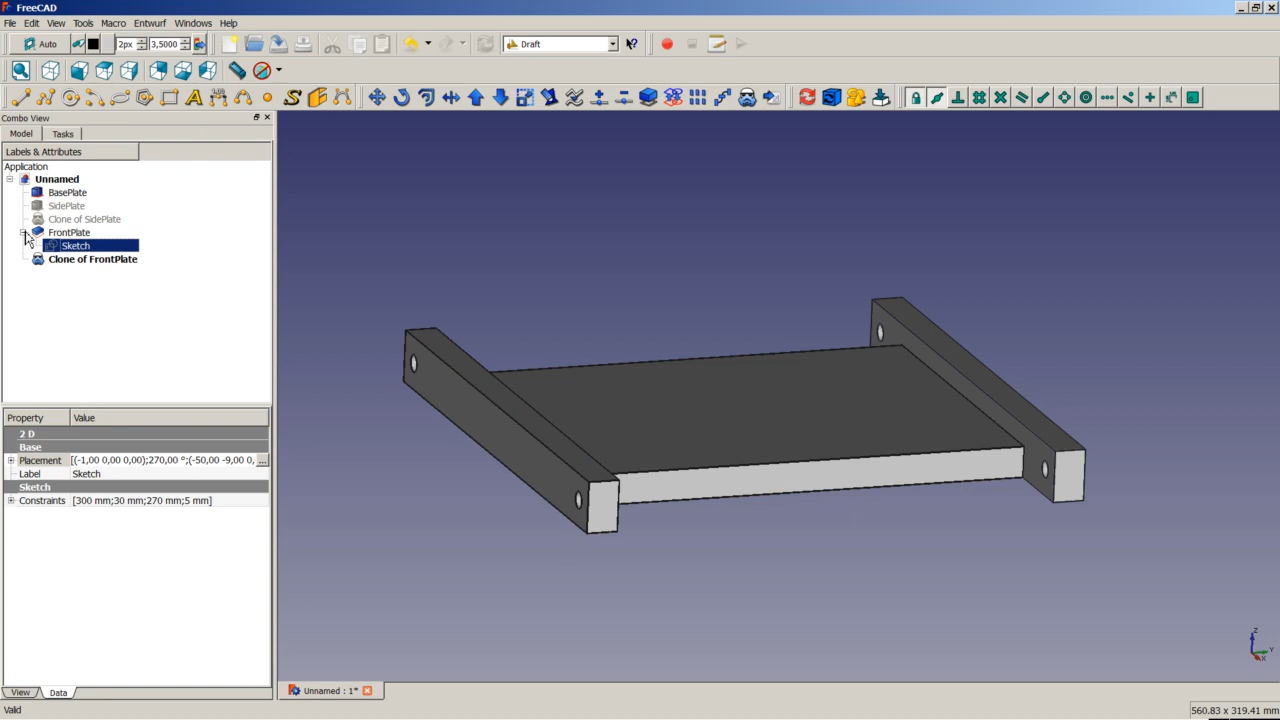 FreeCAD
File Edit View Tools Macro Entwurf Windows Help
Auto 2px 3,5000 Draft
Combo View
Model Tasks
Labels & Attributes
Application
Unnamed
BasePlate
SidePlate
Clone of SidePlate
FrontPlate
Sketch
Clone of FrontPlate
Property Value
2 D
Base
Placement [(-1,00 0,00 0,00);270,00 °;(-50,00 -9,00 0, ...
Label Sketch
Sketch
Constraints [300 mm;30 mm;270 mm;5 mm]
View Data
Unnamed : 1*
Z
Y
X
Valid 560.83 x 319.41 mm